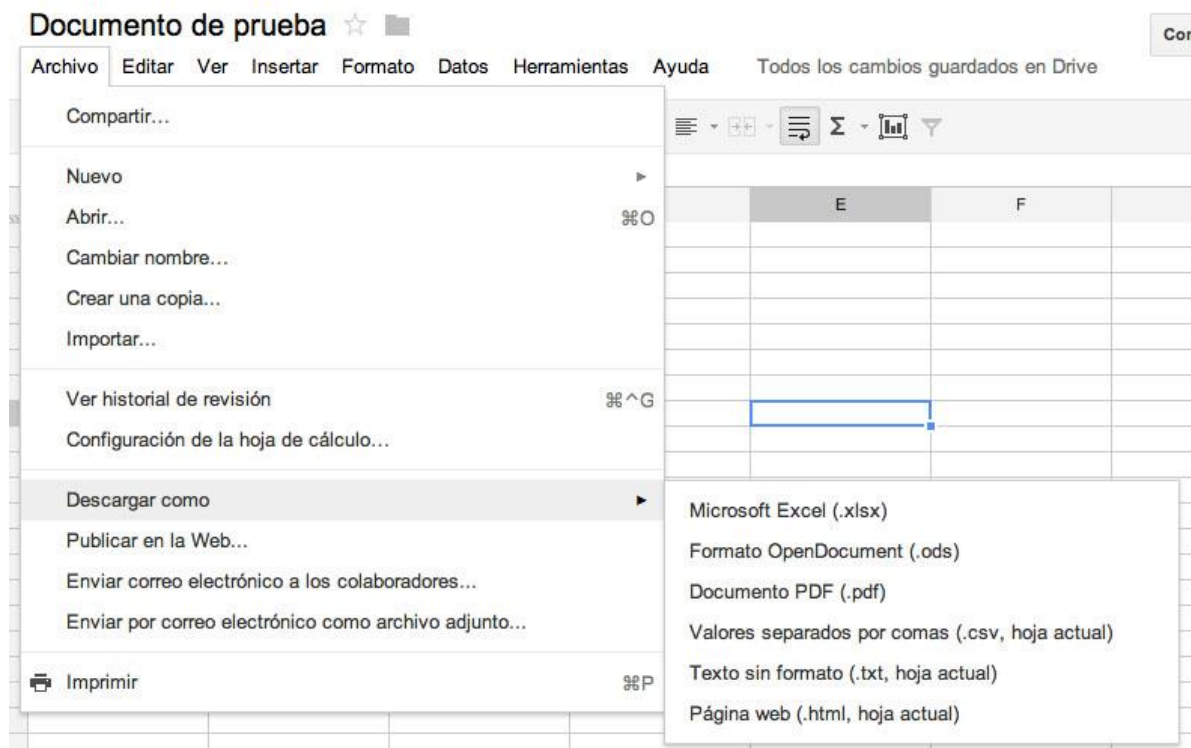 Documento de prueba
Archivo Editar Ver Insertar Formato Datos Herramientas Ayuda Todos los cambios guardados en Drive
Compartir...
Nuevo
Abrir... ⌘O
Cambiar nombre...
Crear una copia...
Importar...
Ver historial de revisión ⌘^G
Configuración de la hoja de cálculo...
Descargar como
Publicar en la Web...
Enviar correo electrónico a los colaboradores...
Enviar por correo electrónico como archivo adjunto...
Imprimir ⌘P
E F
Microsoft Excel (.xlsx)
Formato OpenDocument (.ods)
Documento PDF (.pdf)
Valores separados por comas (.csv, hoja actual)
Texto sin formato (.txt, hoja actual)
Página web (.html, hoja actual)